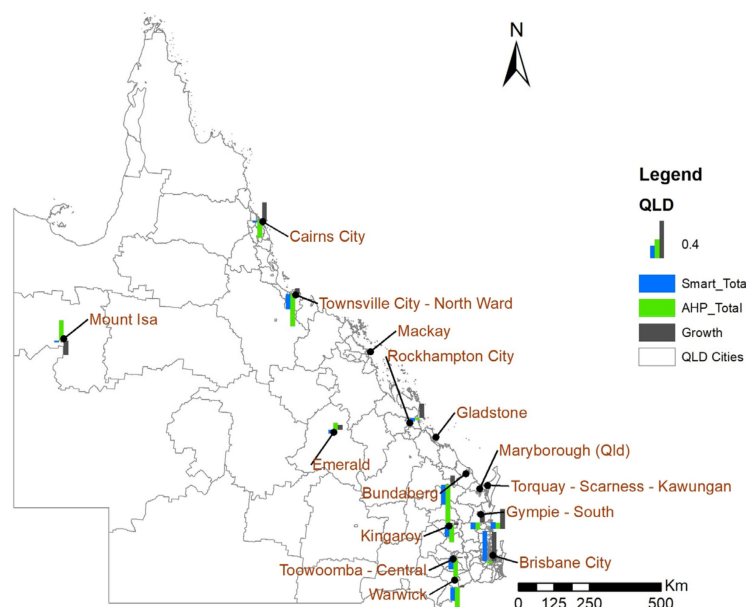 N
Legend
QLD
0.4
Smart_Tota
AHP_Total
Growth
QLD Cities
Cairns City
Townsville City - North Ward
Mount Isa
Mackay
Rockhampton City
Gladstone
Emerald
Maryborough (Qld)
Bundaberg
Torquay - Scarness - Kawungan
Gympie - South
Kingaroy
Brisbane City
Toowoomba - Central
Warwick
Km
0 125 250 500